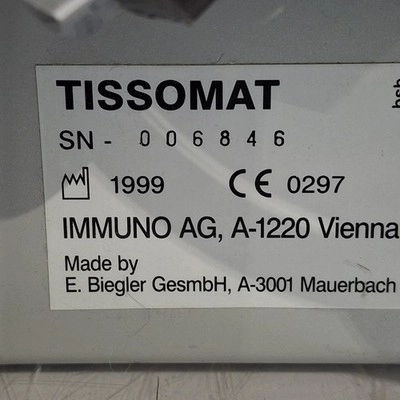 TISSOMAT
SN - 006846
1999 CE 0297
IMMUNO AG, A-1220 Vienna
Made by
E. Biegler GesmbH, A-3001 Mauerbach